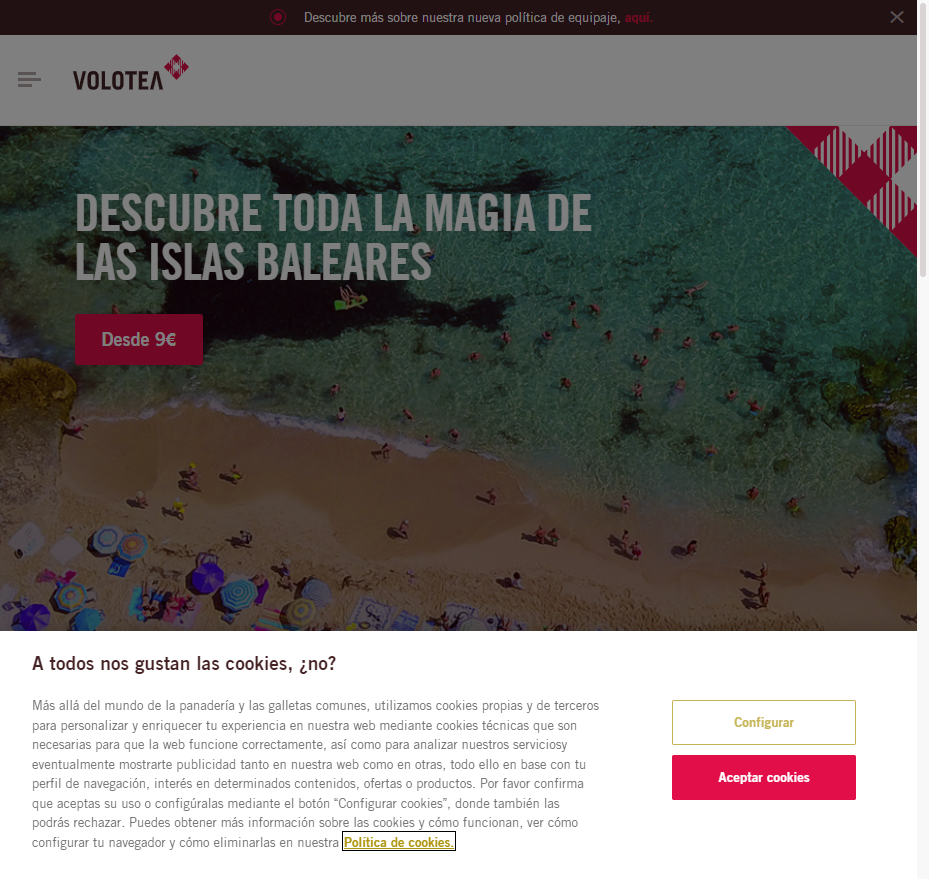 Descubre más sobre nuestra nueva política de equipaje, aquí.
VOLOTEA
DESCUBRE TODA LA MAGIA DE
LAS ISLAS BALEARES
Desde 9€
A todos nos gustan las cookies, ¿no?
Más allá del mundo de la panadería y las galletas comunes, utilizamos cookies propias y de terceros
para personalizar y enriquecer tu experiencia en nuestra web mediante cookies técnicas que son
necesarias para que la web funcione correctamente, así como para analizar nuestros serviciosy
eventualmente mostrarte publicidad tanto en nuestra web como en otras, todo ello en base con tu
perfil de navegación, interés en determinados contenidos, ofertas o productos. Por favor confirma
que aceptas su uso o configúralas mediante el botón “Configurar cookies”, donde también las
podrás rechazar. Puedes obtener más información sobre las cookies y cómo funcionan, ver cómo
configurar tu navegador y cómo eliminarlas en nuestra Política de cookies.
Configurar
Aceptar cookies